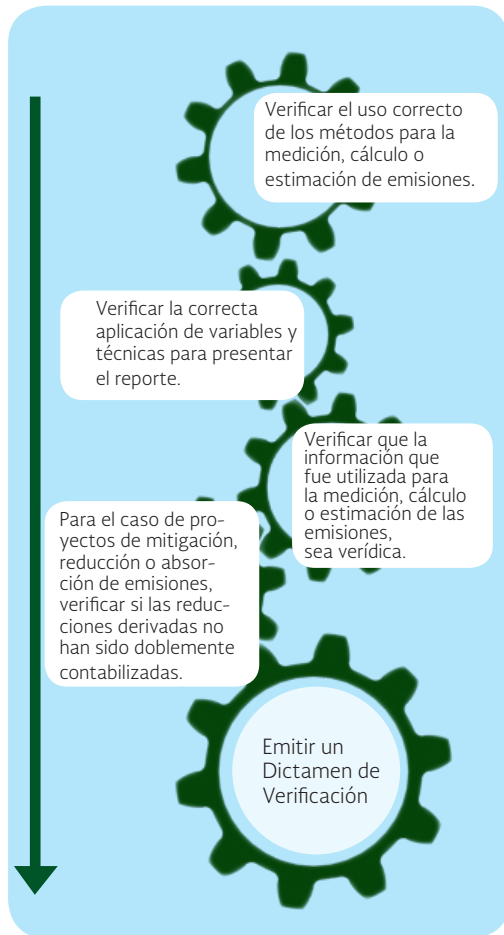 Verificar el uso correcto
de los métodos para la
medición, cálculo o
estimación de emisiones.
Verificar la correcta
aplicación de variables y
técnicas para presentar
el reporte.
Verificar que la
información que
fue utilizada para
la medición, cálculo
o estimación de las
emisiones,
sea verídica.
Para el caso de pro-
yectos de mitigación,
reducción o absor-
ción de emisiones,
verificar si las reduc-
ciones derivadas no
han sido doblemente
contabilizadas.
Emitir un
Dictamen de
Verificación